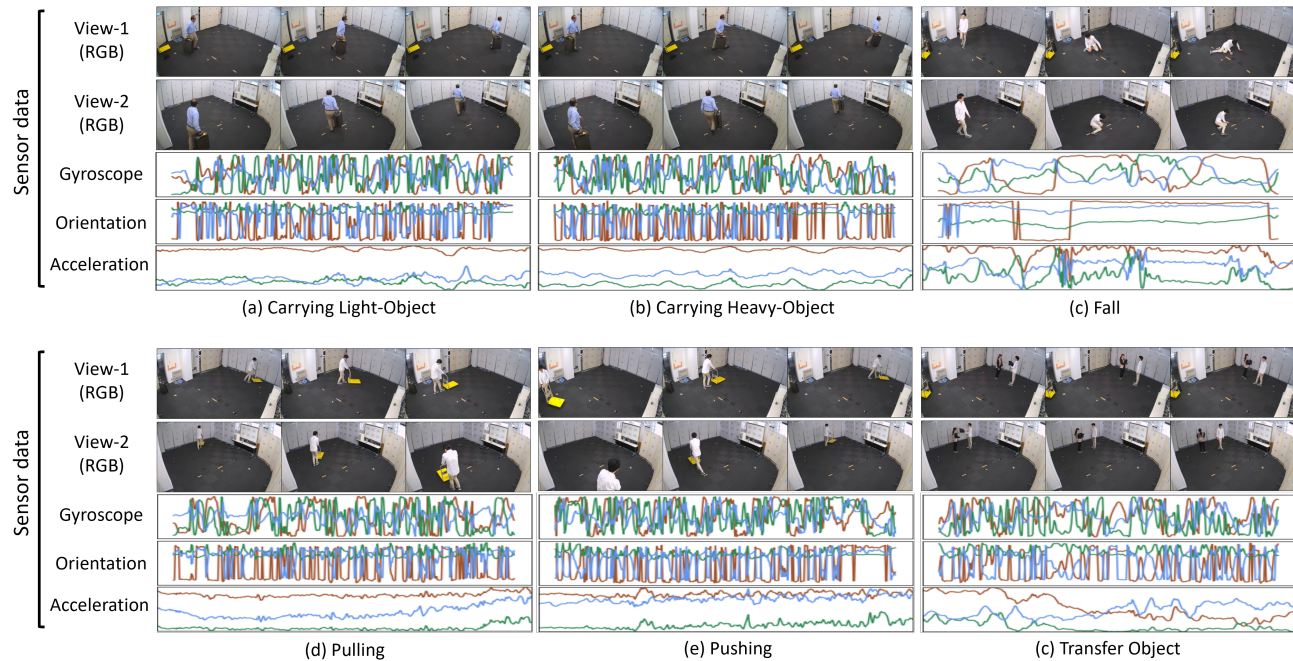 Sensor data
View-1
(RGB)
View-2
(RGB)
Gyroscope
Orientation
Acceleration
(a) Carrying Light-Object
(b) Carrying Heavy-Object
(c) Fall
Sensor data
View-1
(RGB)
View-2
(RGB)
Gyroscope
Orientation
Acceleration
(d) Pulling
(e) Pushing
(c) Transfer Object